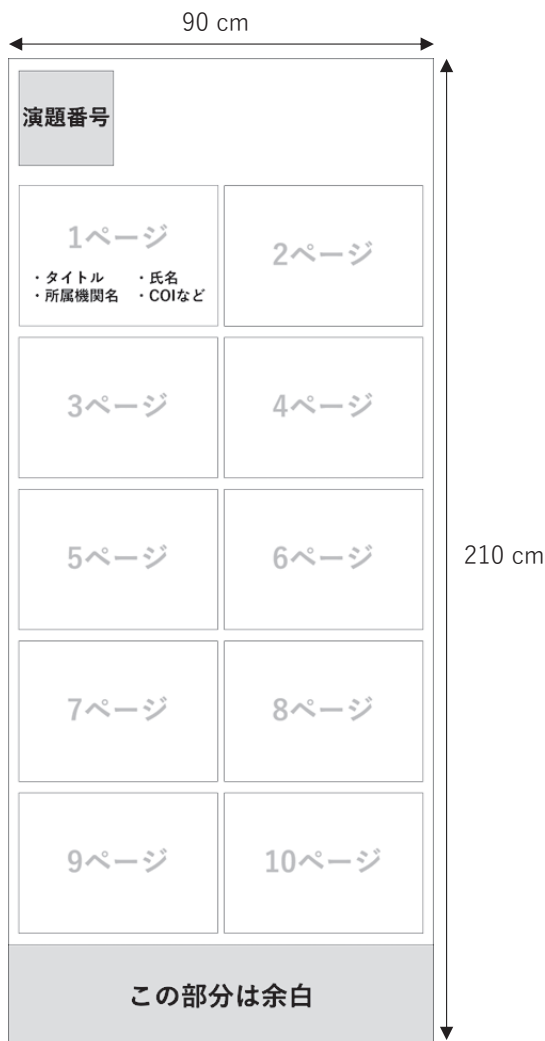 90 cm
演題番号
1ページ
・タイトル ・氏名
・所属機関名 ・COIなど
2ページ
3ページ
4ページ
5ページ
6ページ
210 cm
7ページ
8ページ
9ページ
10ページ
この部分は余白